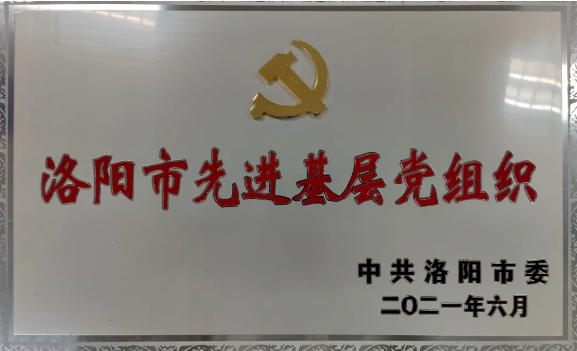 洛阳市先进基层党组织
中共洛阳市委
二〇二一年六月